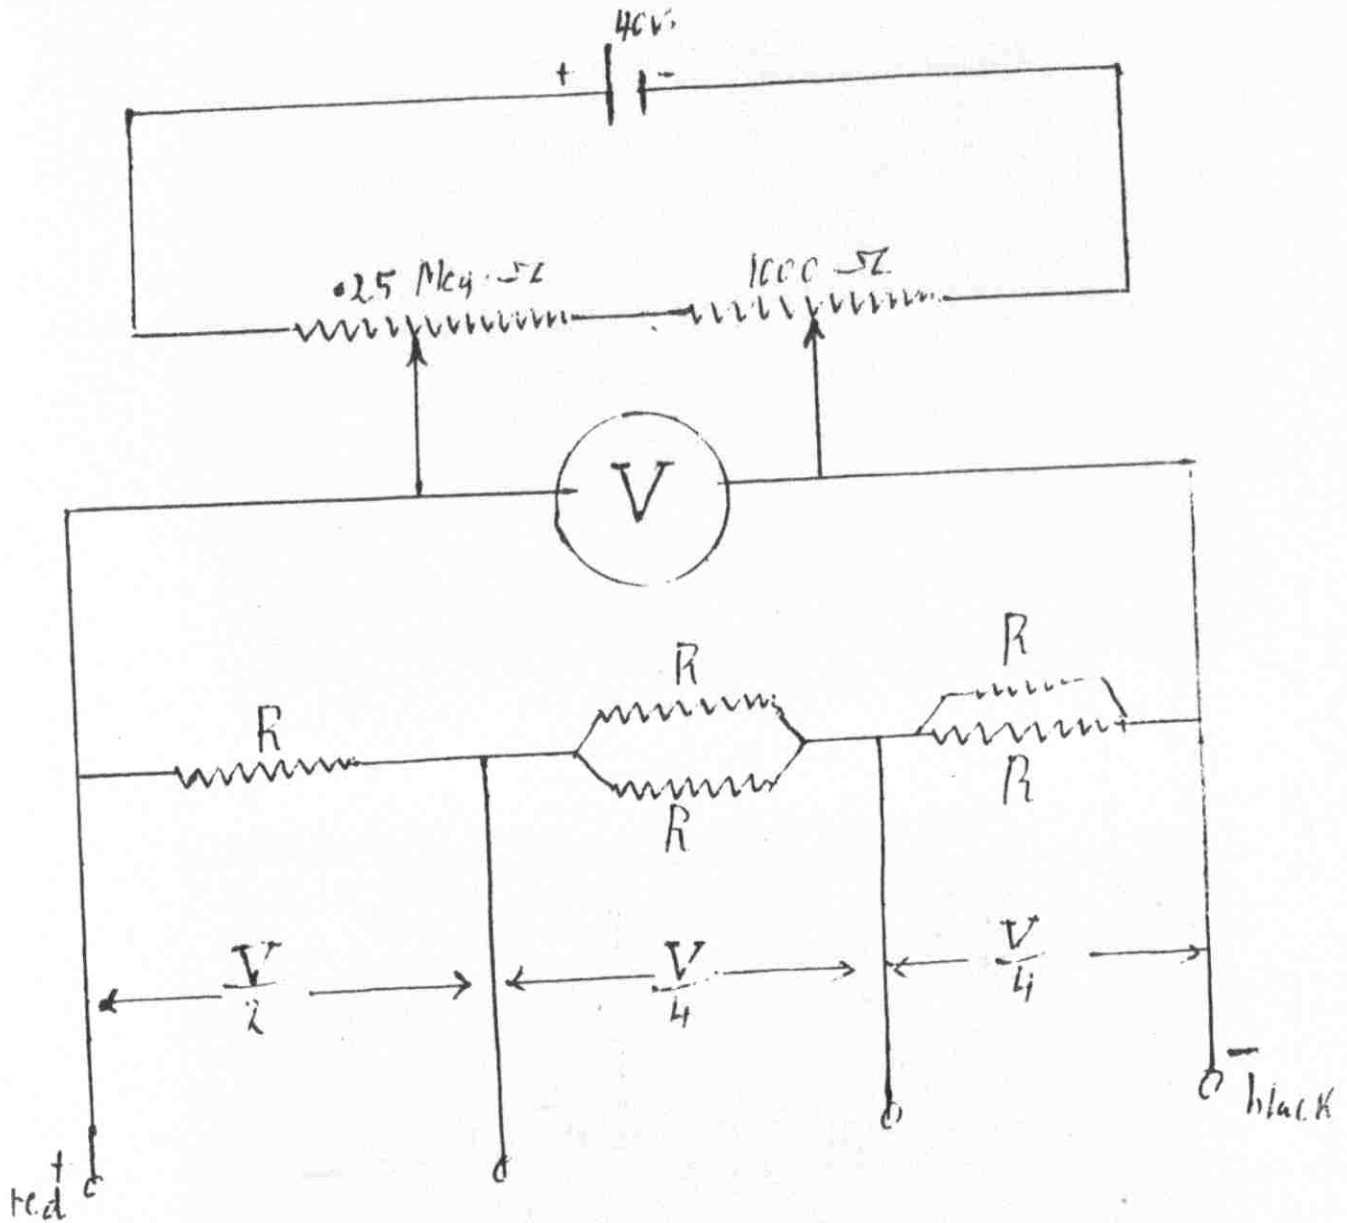 40V.
+ -
.25 Meg. Ω
1000 Ω
V
R
R
R
R
R
V/2
V/4
V/4
+
red
-
black